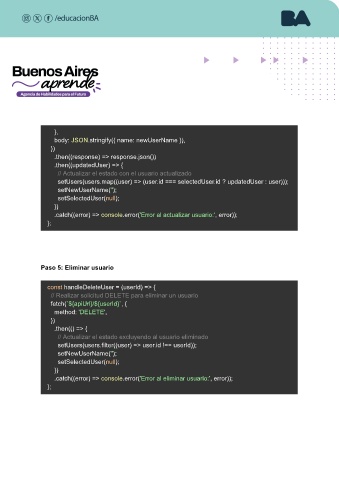 /educacionBA
BA
Buenos Aires
aprende
Agencia de Habilidades para el Futuro
},
body: JSON.stringify({ name: newUserName }),
})
.then((response) => response.json())
.then((updatedUser) => {
// Actualizar el estado con el usuario actualizado
setUsers(users.map((user) => (user.id === selectedUser.id ? updatedUser : user)));
setNewUserName('');
setSelectedUser(null);
})
.catch((error) => console.error('Error al actualizar usuario:', error));
};
Paso 5: Eliminar usuario
const handleDeleteUser = (userId) => {
// Realizar solicitud DELETE para eliminar un usuario
fetch(`${apiUrl}/${userId}`, {
method: 'DELETE',
})
.then(() => {
// Actualizar el estado excluyendo al usuario eliminado
setUsers(users.filter((user) => user.id !== userId));
setNewUserName('');
setSelectedUser(null);
})
.catch((error) => console.error('Error al eliminar usuario:', error));
};